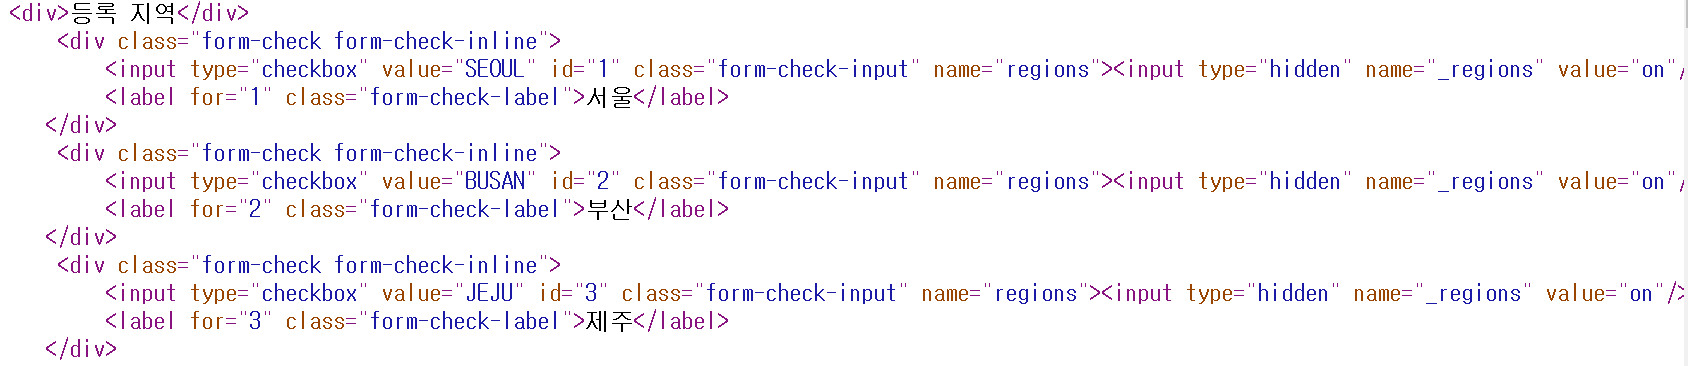 <div>등록 지역</div>
<div class="form-check form-check-inline">
<input type="checkbox" value="SEOUL" id="1" class="form-check-input" name="regions"><input type="hidden" name="_regions" value="on"/
<label for="1" class="form-check-label">서울</label>
</div>
<div class="form-check form-check-inline">
<input type="checkbox" value="BUSAN" id="2" class="form-check-input" name="regions"><input type="hidden" name="_regions" value="on"/
<label for="2" class="form-check-label">부산</label>
</div>
<div class="form-check form-check-inline">
<input type="checkbox" value="JEJU" id="3" class="form-check-input" name="regions"><input type="hidden" name="_regions" value="on"/>
<label for="3" class="form-check-label">제주</label>
</div>